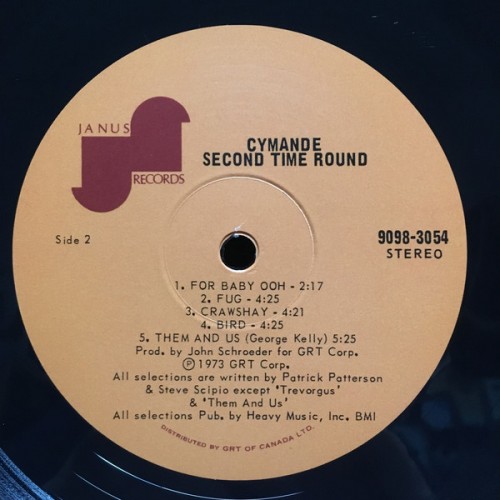 JANUS
RECORDS
CYMANDE
SECOND TIME ROUND
Side 2
9098-3054
STEREO
1. FOR BABY OOH - 2:17
2. FUG - 4:25
3. CRAWSHAY - 4:21
4. BIRD - 4:25
5. THEM AND US (George Kelly) 5:25
Prod. by John Schroeder for GRT Corp.
Ⓟ 1973 GRT Corp.
All selections are written by Patrick Patterson
& Steve Scipio except 'Trevorgus'
& 'Them And Us'
All selections Pub. by Heavy Music, Inc. BMI
DISTRIBUTED BY GRT OF CANADA LTD.